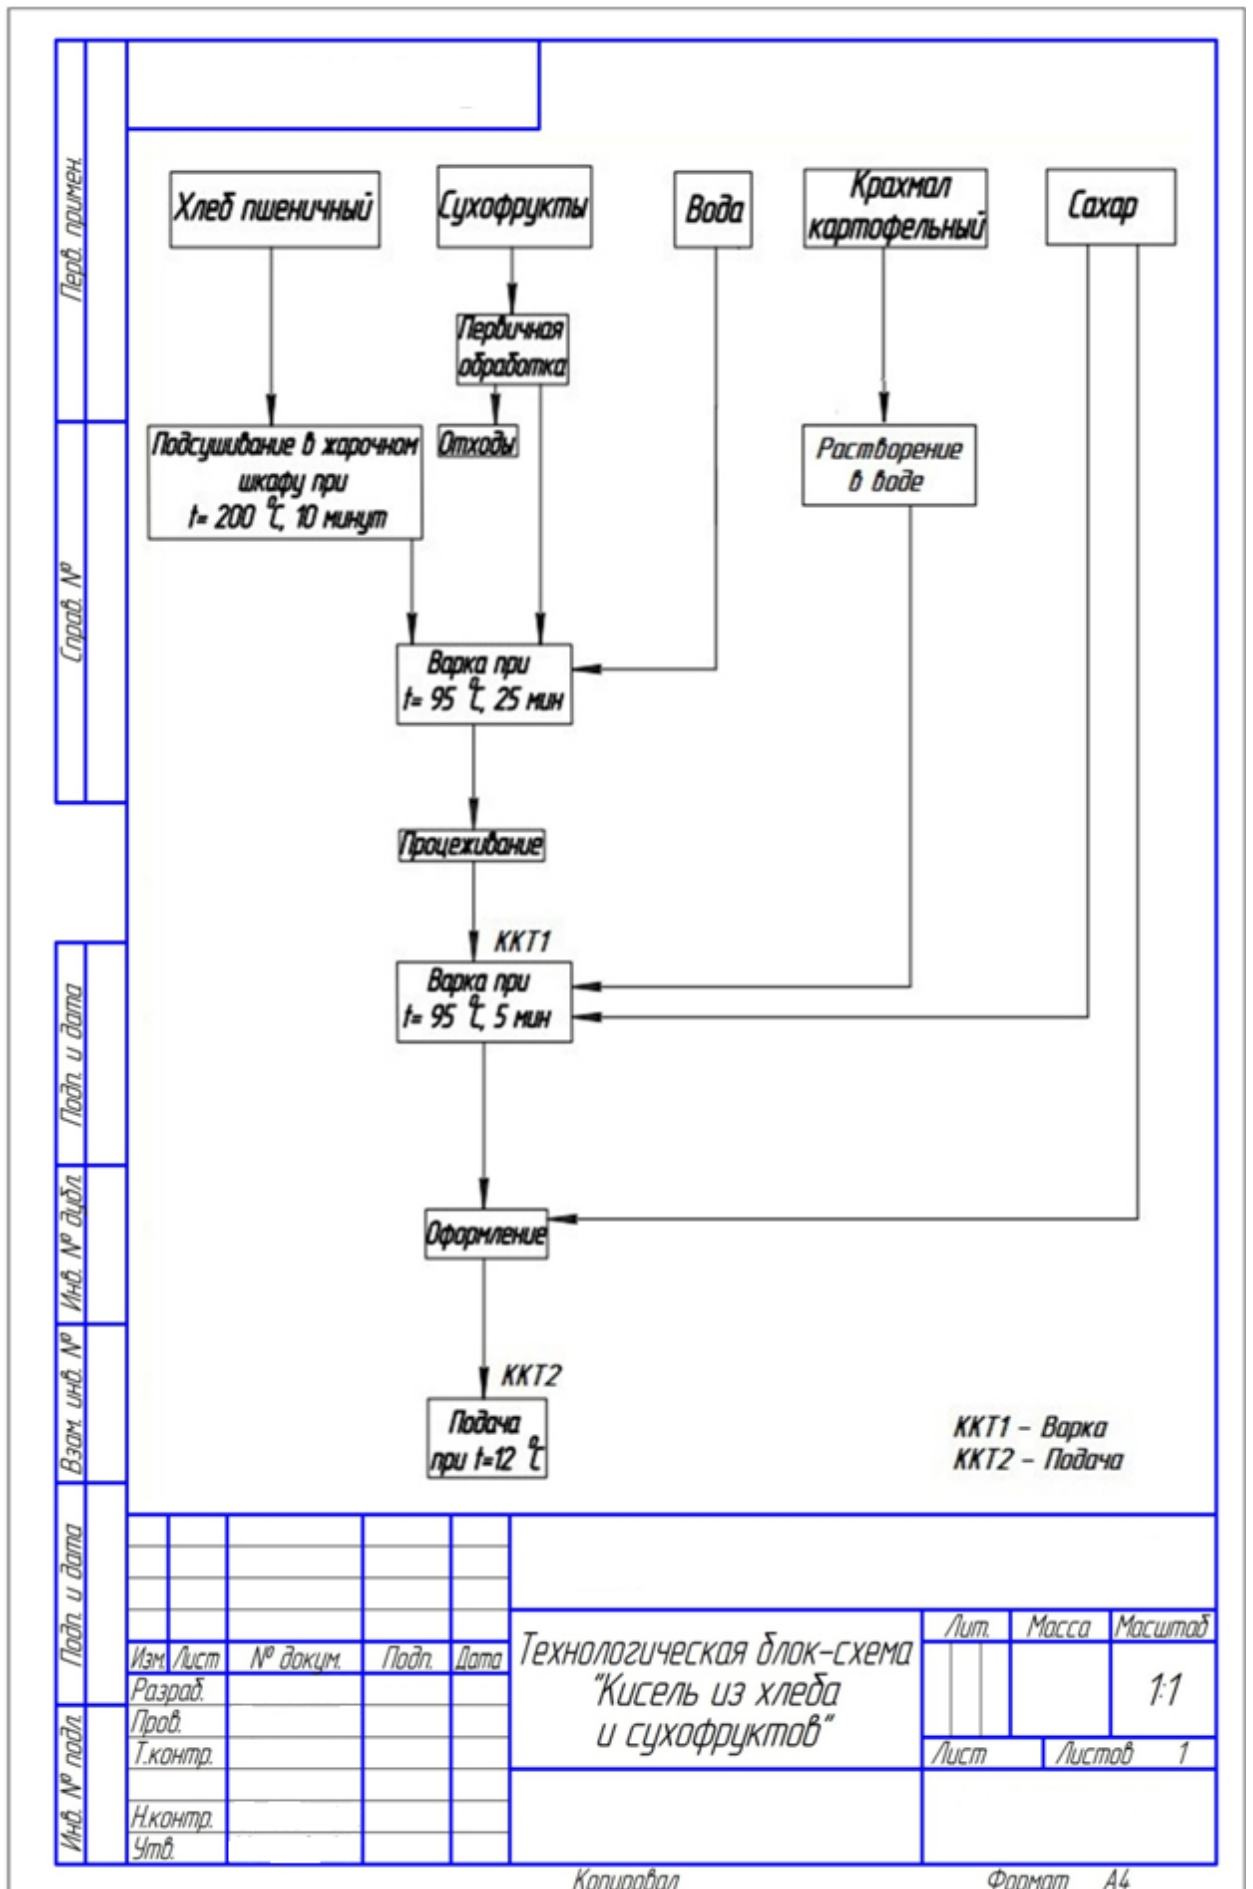 Перв. примен.
Справ. №
Подп. и дата
Инв. № дубл.
Взам. инв. №
Подп. и дата
Инв. № подл.
Хлеб пшеничный
Сухофрукты
Вода
Крахмал
картофельный
Сахар
Первичная
обработка
Отходы
Подсушивание в жарочном
шкафу при
t= 200 °С, 10 минут
Растворение
в воде
Варка при
t= 95 °С, 25 мин
Процеживание
ККТ1
Варка при
t= 95 °С, 5 мин
Оформление
ККТ2
Подача
при t=12 °С
ККТ1 – Варка
ККТ2 – Подача
Изм. Лист № докум. Подп. Дата
Разраб.
Пров.
Т.контр.
Н.контр.
Утв.
Технологическая блок-схема
"Кисель из хлеба
и сухофруктов"
Лит. Масса Масштаб
1:1
Лист Листов 1
Копировал Формат А4